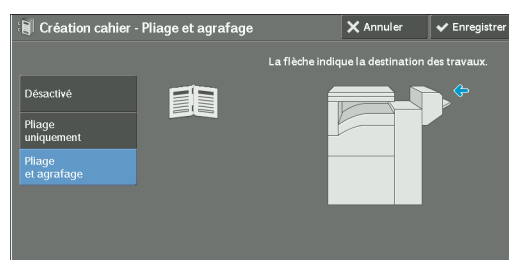 Création cahier - Pliage et agrafage
Annuler
Enregistrer
La flèche indique la destination des travaux.
Désactivé
Pliage
uniquement
Pliage
et agrafage